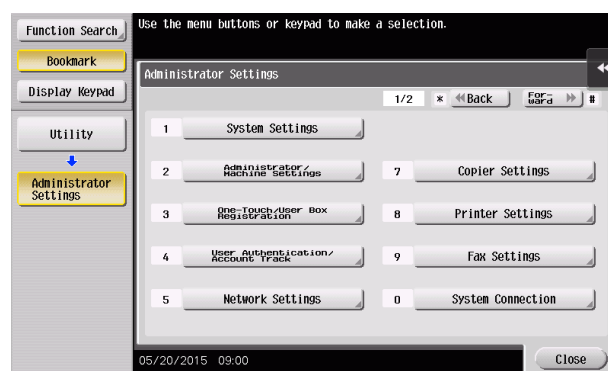 Function Search
Bookmark
Display Keypad
Utility
Administrator
Settings
Use the menu buttons or keypad to make a selection.
Administrator Settings
1/2 * Back For-
ward #
1 System Settings
2 Administrator/
Machine Settings
7 Copier Settings
3 One-Touch/User Box
Registration
8 Printer Settings
4 User Authentication/
Account Track
9 Fax Settings
5 Network Settings
0 System Connection
05/20/2015 09:00
Close